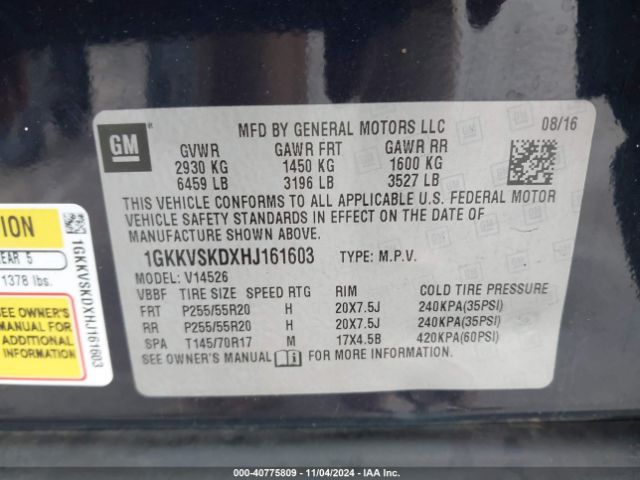 GM
MFD BY GENERAL MOTORS LLC 08/16
GVWR GAWR FRT GAWR RR
2930 KG 1450 KG 1600 KG
6459 LB 3196 LB 3527 LB
THIS VEHICLE CONFORMS TO ALL APPLICABLE U.S. FEDERAL MOTOR
VEHICLE SAFETY STANDARDS IN EFFECT ON THE DATE OF
MANUFACTURE SHOWN ABOVE.
1GKKVSKDXHJ161603 TYPE: M.P.V.
MODEL: V14526
VBBF TIRE SIZE SPEED RTG RIM COLD TIRE PRESSURE
FRT P255/55R20 H 20X7.5J 240KPA(35PSI)
RR P255/55R20 H 20X7.5J 240KPA(35PSI)
SPA T145/70R17 M 17X4.5B 420KPA(60PSI)
SEE OWNER'S MANUAL FOR MORE INFORMATION.
TION
EAR 5
1378 lbs.
SEE OWNER'S
MANUAL FOR
ADDITIONAL
INFORMATION
1GKKVSKDXHJ161603
000-40775809 - 11/04/2024 - IAAI.COM